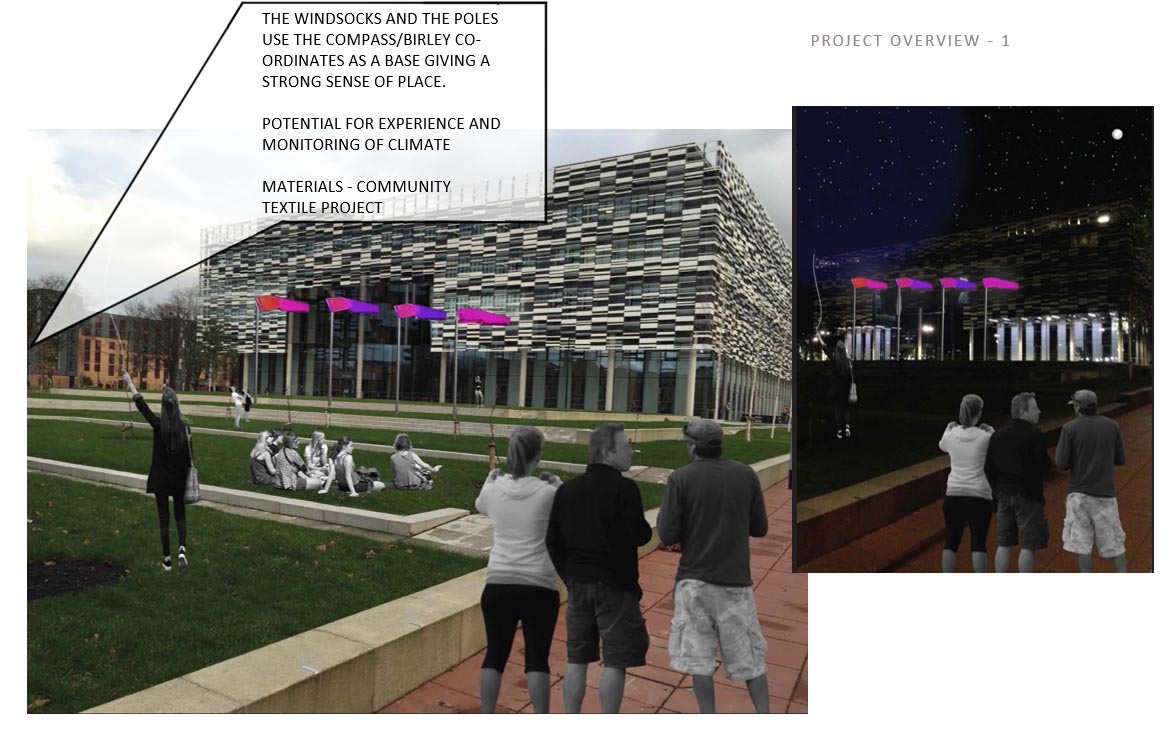 THE WINDSOCKS AND THE POLES
USE THE COMPASS/BIRLEY CO-
ORDINATES AS A BASE GIVING A
STRONG SENSE OF PLACE.
POTENTIAL FOR EXPERIENCE AND
MONITORING OF CLIMATE
MATERIALS - COMMUNITY
TEXTILE PROJECT
PROJECT OVERVIEW - 1